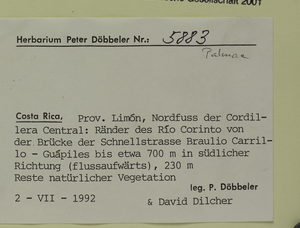 Gesellschaft 2001
Herbarium Peter Döbbeler Nr.: 5883
Palmae
Costa Rica. Prov. Limón, Nordfuss der Cordil-
lera Central: Ränder des Río Corinto von
der Brücke der Schnellstrasse Braulio Carril-
lo - Guápiles bis etwa 700 m in südlicher
Richtung (flussaufwärts), 230 m
Reste natürlicher Vegetation
leg. P. Döbbeler
2 - VII - 1992 & David Dilcher